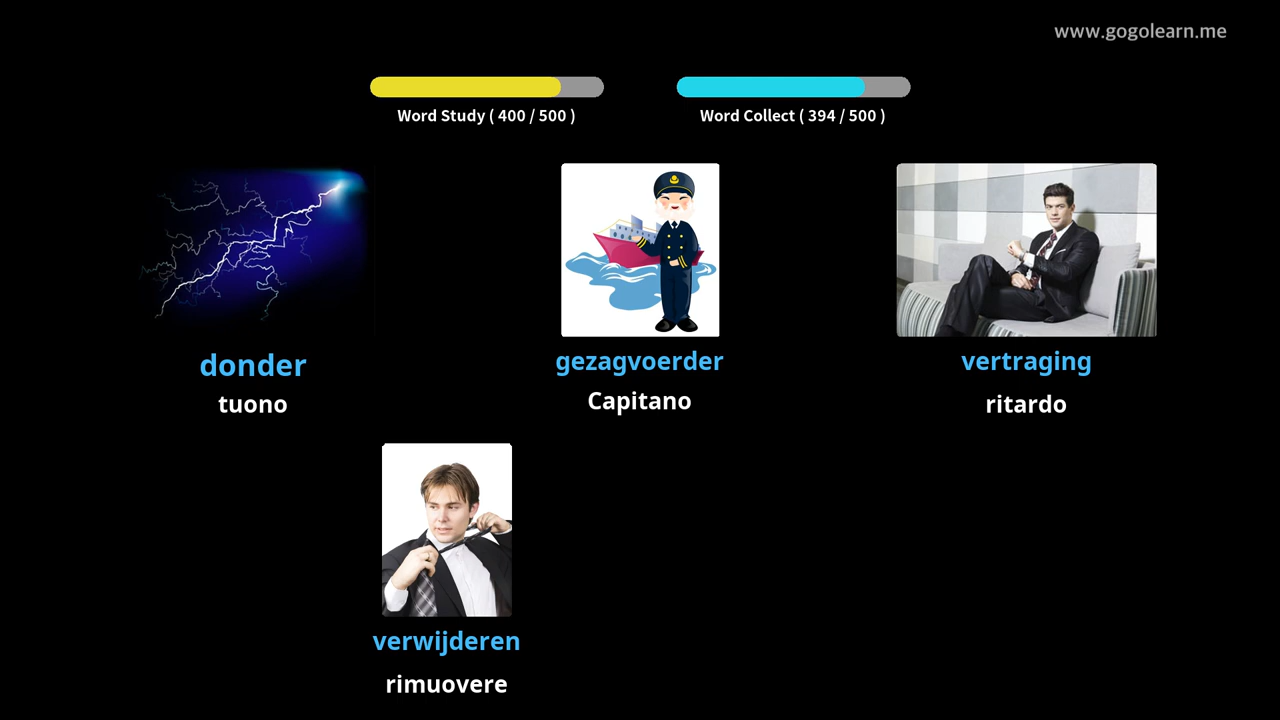 www.gogolearn.me
Word Study ( 400 / 500 )
Word Collect ( 394 / 500 )
donder
tuono
gezagvoerder
Capitano
vertraging
ritardo
verwijderen
rimuovere